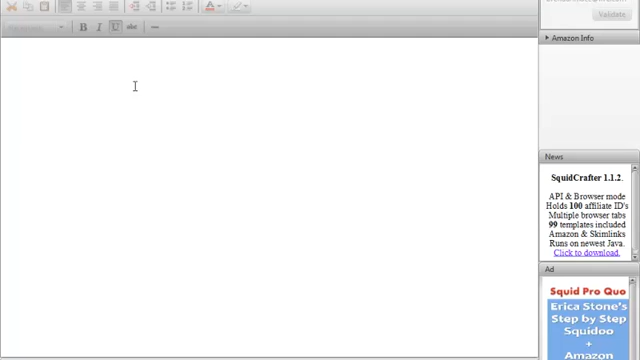 Validate
B I U abc
Amazon Info
News
SquidCrafter 1.1.2.
API & Browser mode
Holds 100 affiliate ID's
Multiple browser tabs
99 templates included
Amazon & Skimlinks
Runs on newest Java.
Click to download.
Ad
Squid Pro Quo
Erica Stone's
Step by Step
Squidoo
+
Amazon